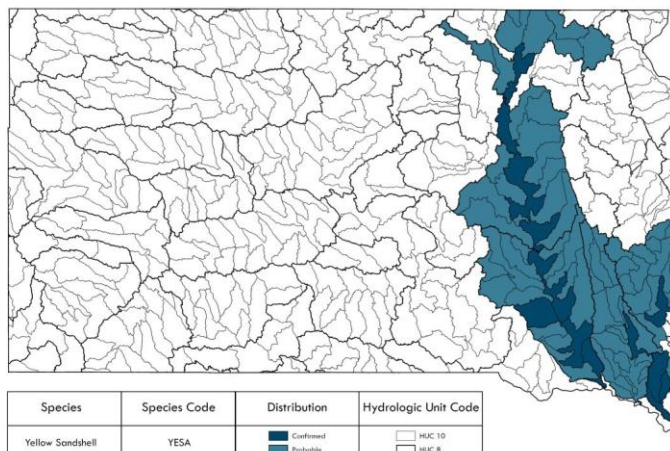 Species Species Code Distribution Hydrologic Unit Code
Yellow Sandshell YESA Confirmed HUC 10
Probable HUC 8